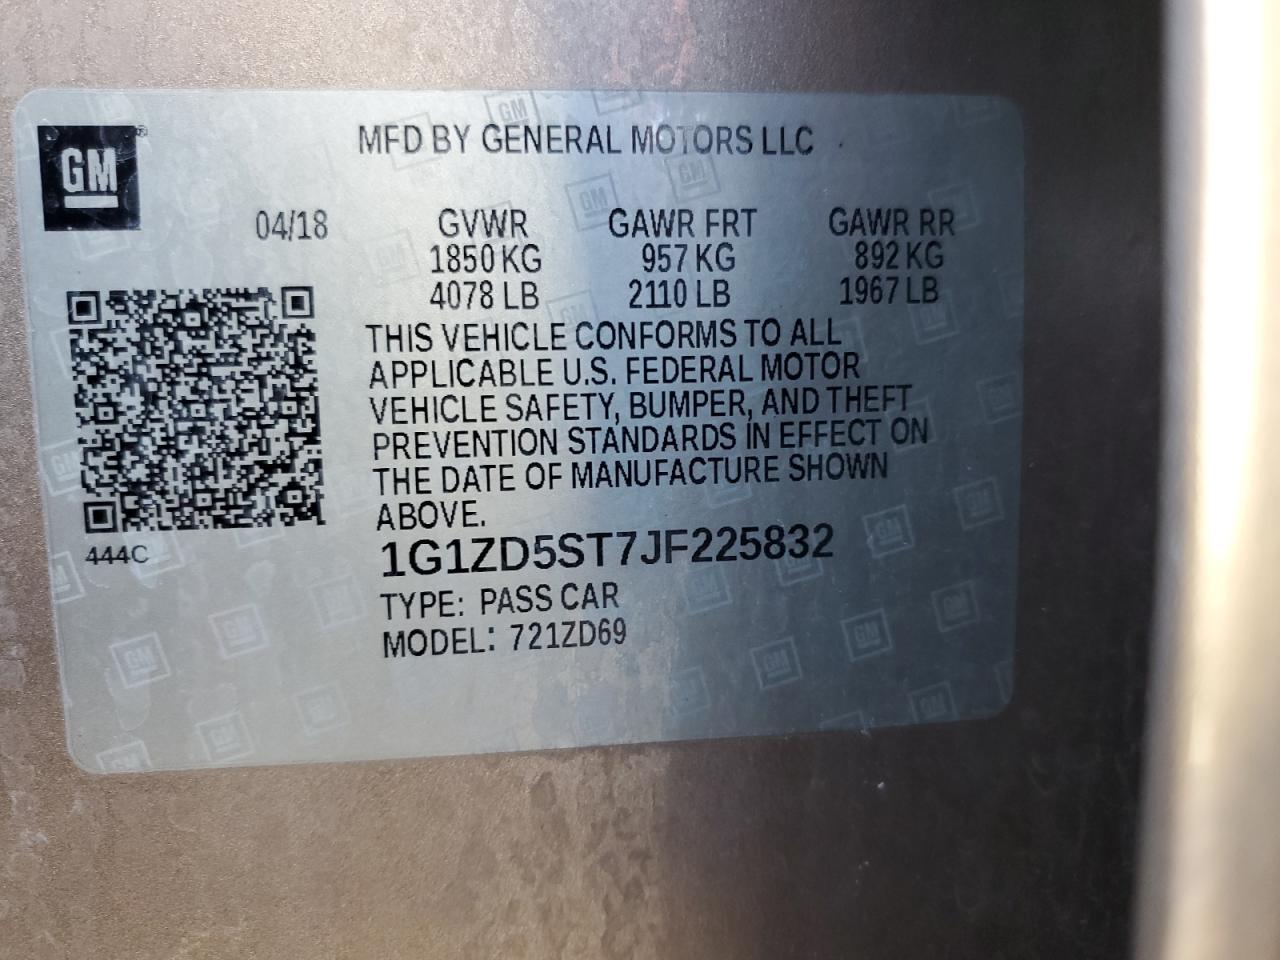 GM
MFD BY GENERAL MOTORS LLC
04/18 GVWR GAWR FRT GAWR RR
1850 KG 957 KG 892 KG
4078 LB 2110 LB 1967 LB
THIS VEHICLE CONFORMS TO ALL
APPLICABLE U.S. FEDERAL MOTOR
VEHICLE SAFETY, BUMPER, AND THEFT
PREVENTION STANDARDS IN EFFECT ON
THE DATE OF MANUFACTURE SHOWN
ABOVE.
444C
1G1ZD5ST7JF225832
TYPE: PASS CAR
MODEL: 721ZD69